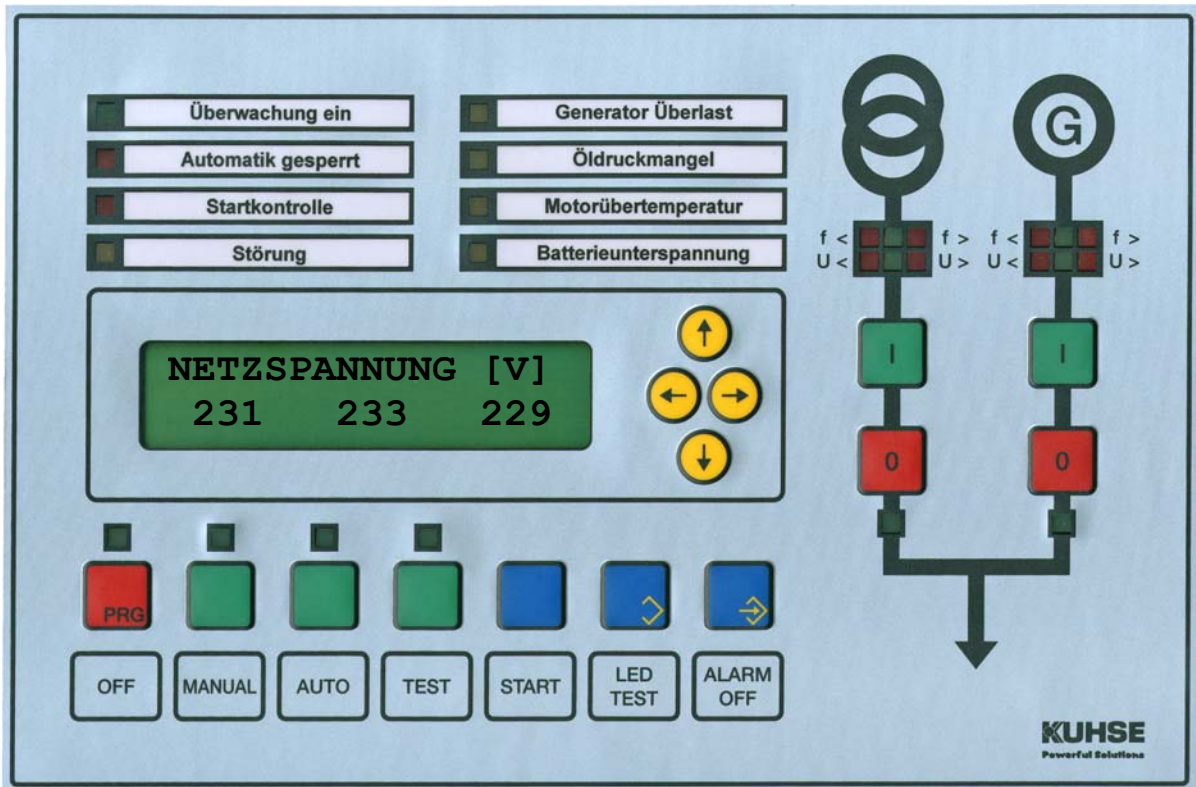 Überwachung ein
Automatik gesperrt
Startkontrolle
Störung
Generator Überlast
Öldruckmangel
Motorübertemperatur
Batterieunterspannung
G
f < f >
U < U >
f < f >
U < U >
NETZSPANNUNG [V]
231 233 229
I
I
0
0
PRG
OFF
MANUAL
AUTO
TEST
START
LED
TEST
ALARM
OFF
KUHSE
Powerful Solutions